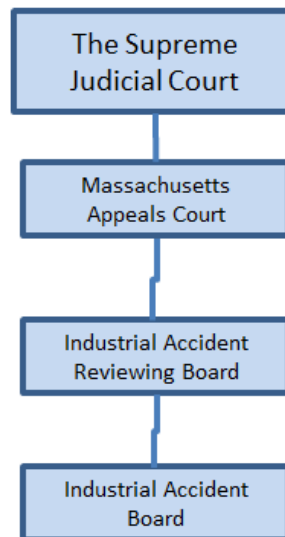 The Supreme
Judicial Court
Massachusetts
Appeals Court
Industrial Accident
Reviewing Board
Industrial Accident
Board